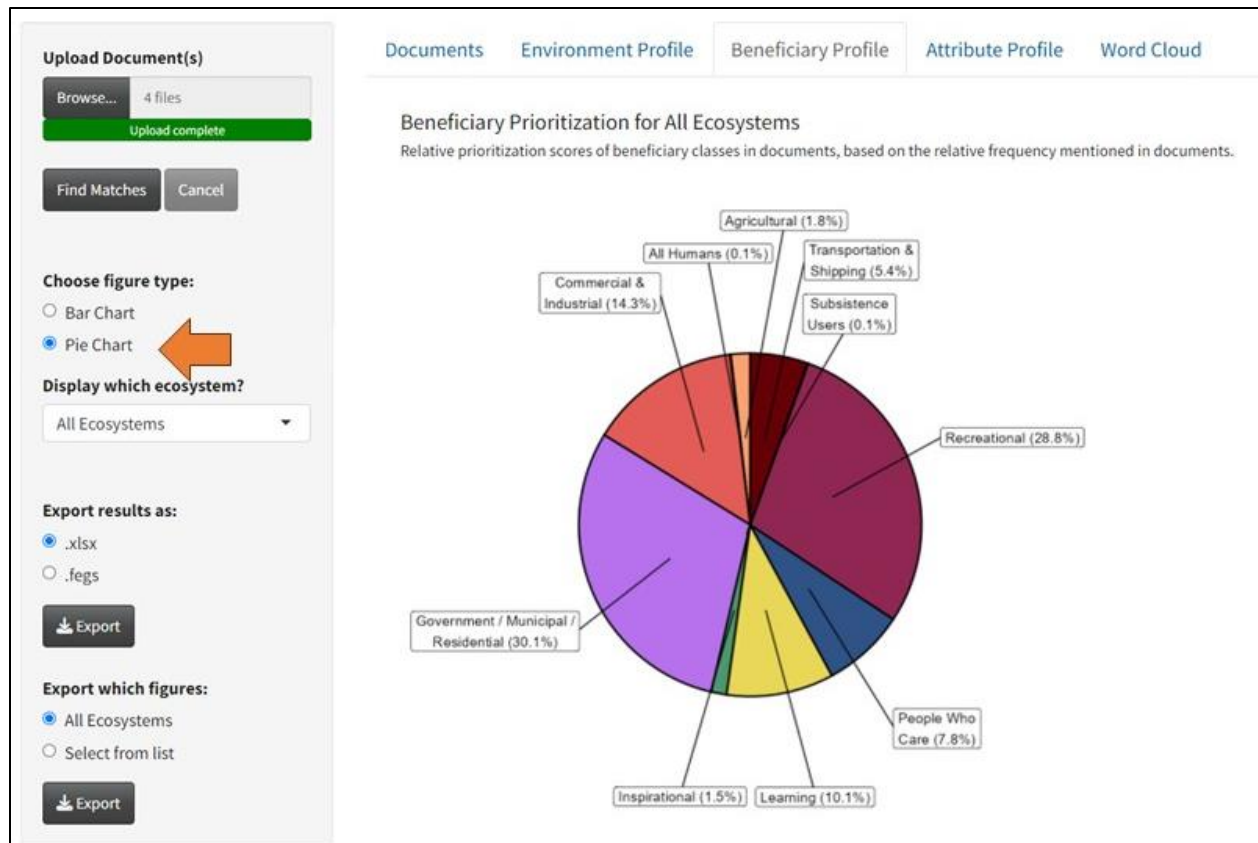 Upload Document(s)
Browse... 4 files
Upload complete
Find Matches Cancel
Choose figure type:
Bar Chart
Pie Chart
Display which ecosystem?
All Ecosystems
Export results as:
.xlsx
.fegs
Export
Export which figures:
All Ecosystems
Select from list
Export
Documents Environment Profile Beneficiary Profile Attribute Profile Word Cloud
Beneficiary Prioritization for All Ecosystems
Relative prioritization scores of beneficiary classes in documents, based on the relative frequency mentioned in documents.
Agricultural (1.8%)
All Humans (0.1%)
Transportation &
Shipping (5.4%)
Commercial &
Industrial (14.3%)
Subsistence
Users (0.1%)
Recreational (28.8%)
Government / Municipal /
Residential (30.1%)
People Who
Care (7.8%)
Inspirational (1.5%)
Learning (10.1%)